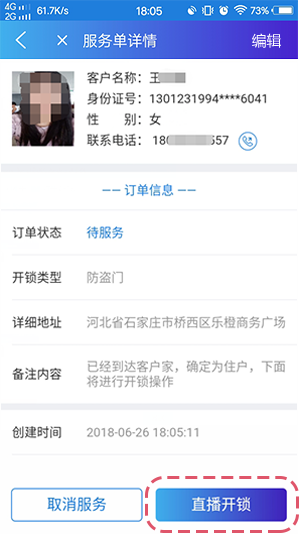 4G 2G 61.7K/s 18:05 73%
服务单详情 编辑
客户名称：王
身份证号：1301231994****6041
性 别：女
联系电话：18 557
订单信息
订单状态 待服务
开锁类型 防盗门
详细地址 河北省石家庄市桥西区乐橙商务广场
备注内容 已经到达客户家，确定为住户，下面
将进行开锁操作
创建时间 2018-06-26 18:05:11
取消服务 直播开锁